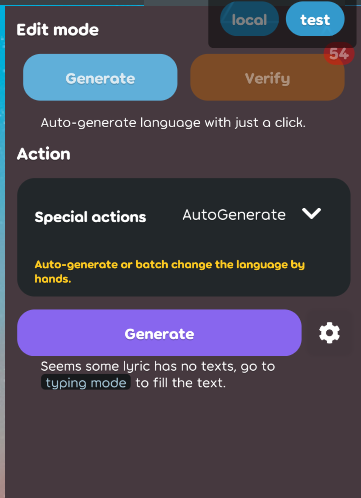 local
test
Edit mode
54
Generate
Verify
Auto-generate language with just a click.
Action
Special actions
AutoGenerate
Auto-generate or batch change the language by
hands.
Generate
Seems some lyric has no texts, go to
typing mode to fill the text.